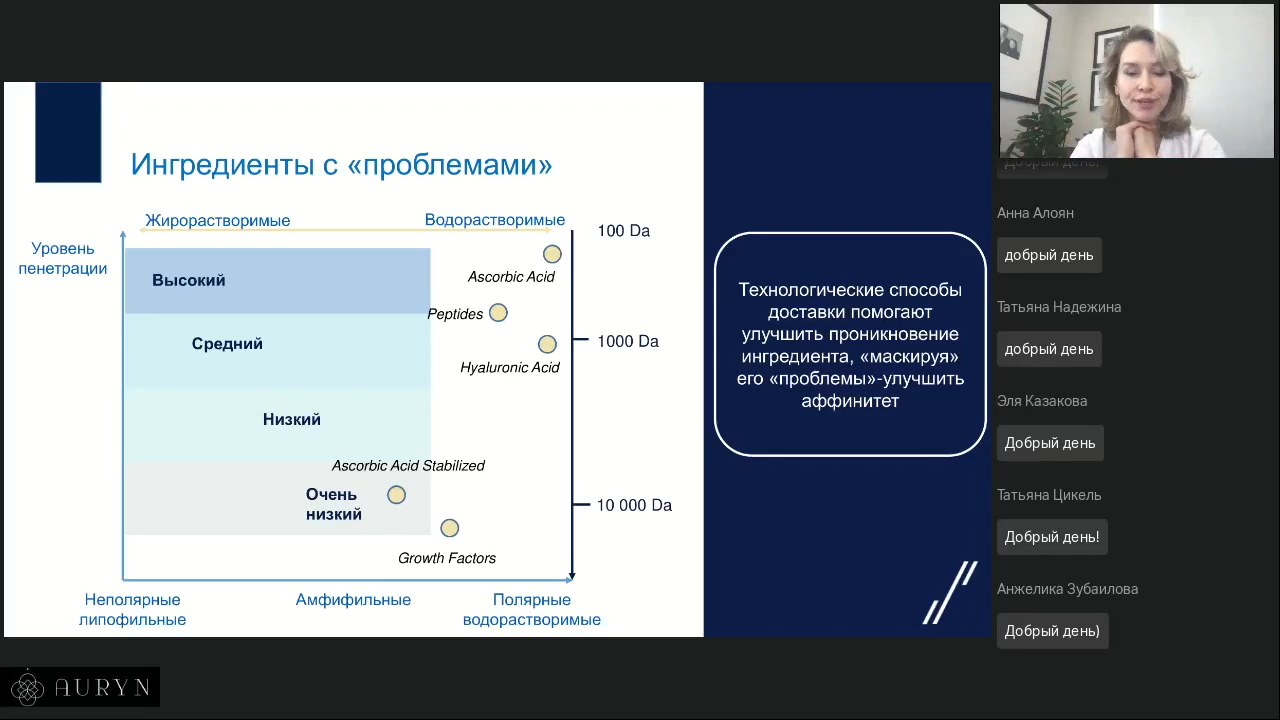 Ингредиенты с «проблемами»
Жирорастворимые
Водорастворимые
100 Da
Уровень
пенетрации
Высокий
Ascorbic Acid
Peptides
Средний
1000 Da
Hyaluronic Acid
Низкий
Ascorbic Acid Stabilized
Очень
низкий
10 000 Da
Growth Factors
Неполярные
липофильные
Амфифильные
Полярные
водорастворимые
Технологические способы
доставки помогают
улучшить проникновение
ингредиента, «маскируя»
его «проблемы»-улучшить
аффинитет
Добрый день!
Анна Алоян
добрый день
Татьяна Надежина
добрый день
Эля Казакова
Добрый день
Татьяна Цикель
Добрый день!
Анжелика Зубаилова
Добрый день)
AURYN